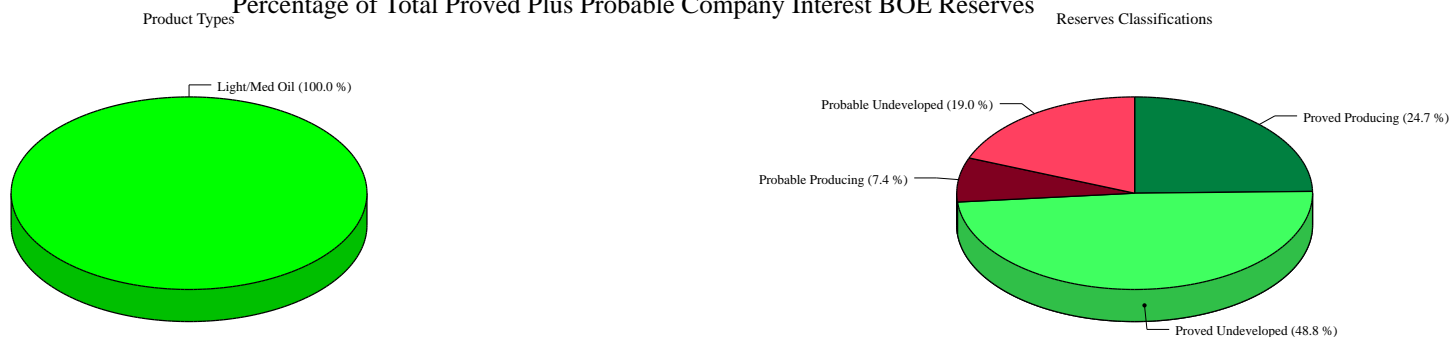 Percentage of Total Proved Plus Probable Company Interest BOE Reserves
Product Types
Reserves Classifications
Light/Med Oil (100.0 %)
Probable Undeveloped (19.0 %)
Proved Producing (24.7 %)
Probable Producing (7.4 %)
Proved Undeveloped (48.8 %)